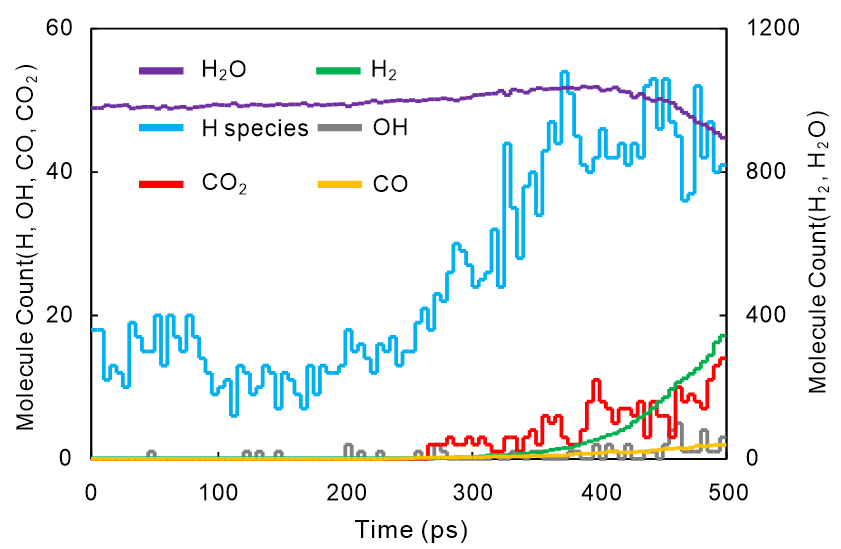 Molecule Count(H, OH, CO, CO₂)
60
40
20
0
H₂O
H₂
H species
OH
CO₂
CO
1200
800
400
0
Molecule Count(H₂, H₂O)
0 100 200 300 400 500
Time (ps)